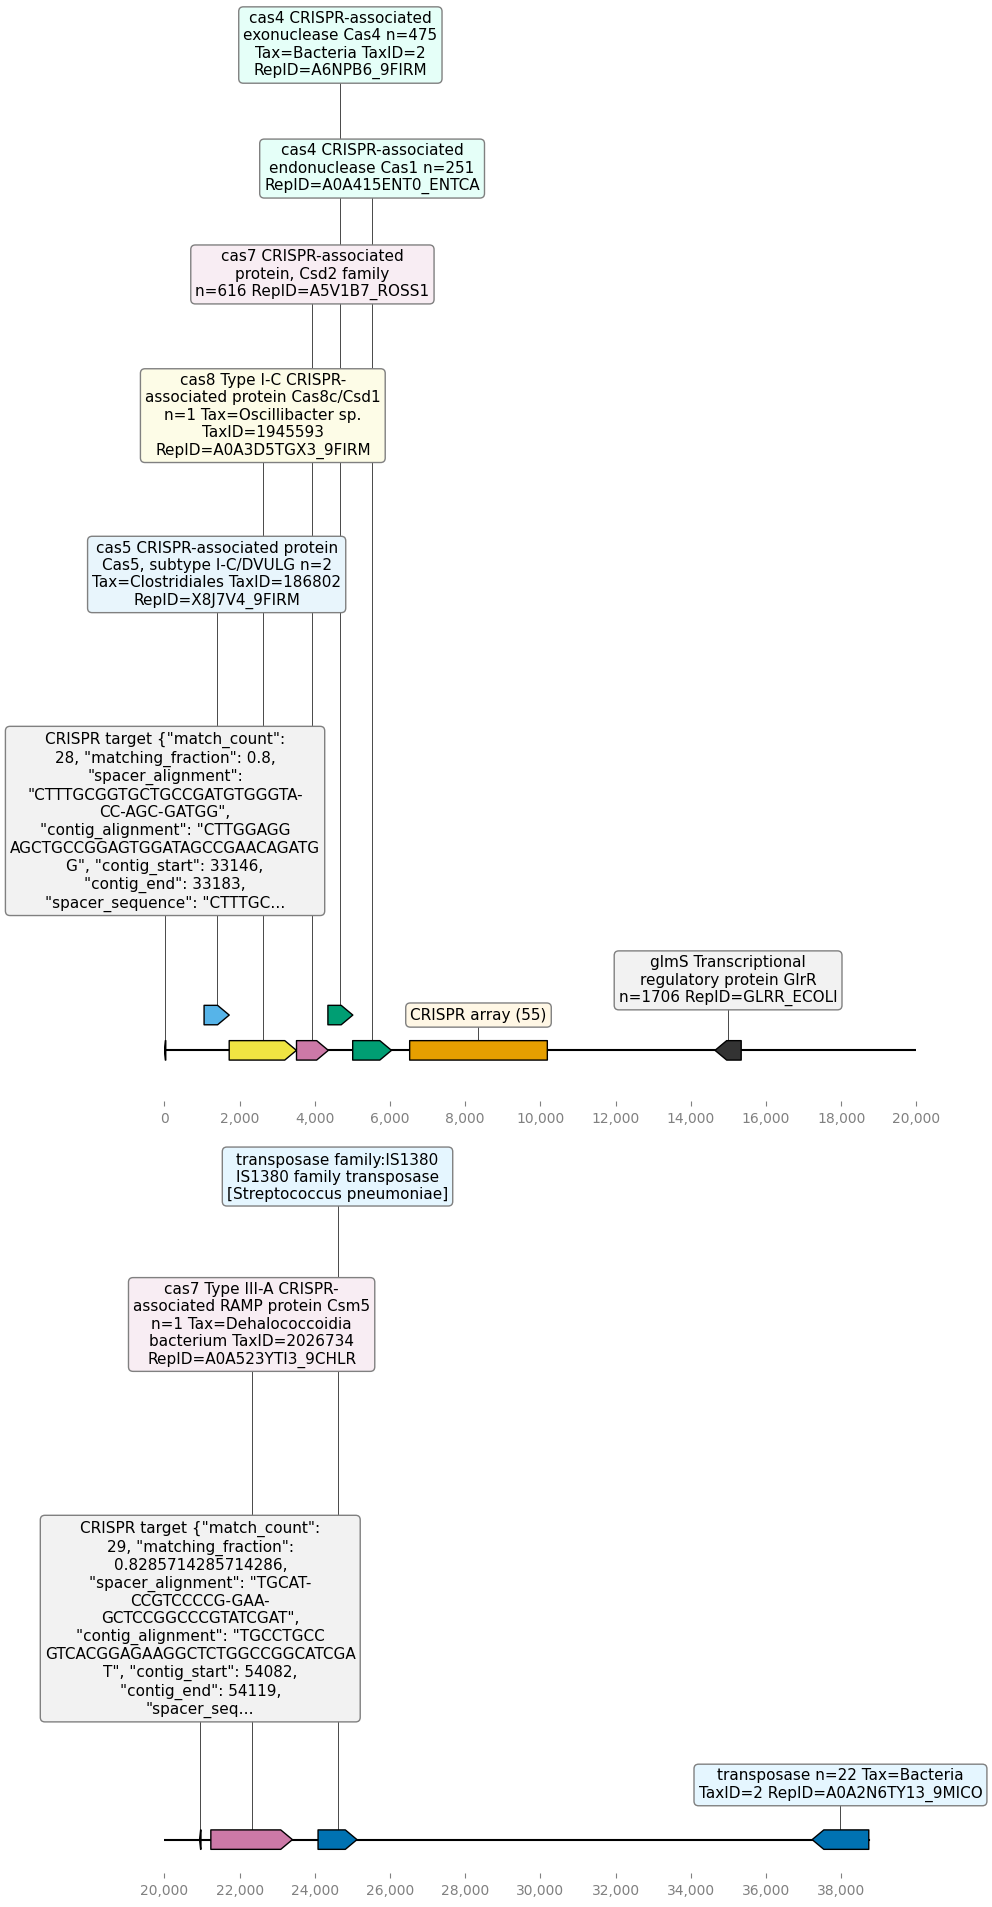 cas4 CRISPR-associated
exonuclease Cas4 n=475
Tax=Bacteria TaxID=2
RepID=A6NPB6_9FIRM
cas4 CRISPR-associated
endonuclease Cas1 n=251
RepID=A0A415ENT0_ENTCA
cas7 CRISPR-associated
protein, Csd2 family
n=616 RepID=A5V1B7_ROSS1
cas8 Type I-C CRISPR-
associated protein Cas8c/Csd1
n=1 Tax=Oscillibacter sp.
TaxID=1945593
RepID=A0A3D5TGX3_9FIRM
cas5 CRISPR-associated protein
Cas5, subtype I-C/DVULG n=2
Tax=Clostridiales TaxID=186802
RepID=X8J7V4_9FIRM
CRISPR target {"match_count":
28, "matching_fraction": 0.8,
"spacer_alignment":
"CTTTGCGGTGCTGCCGATGTGGGTA-
CC-AGC-GATGG",
"contig_alignment": "CTTGGAGG
AGCTGCCGGAGTGGATAGCCGAACAGATG
G", "contig_start": 33146,
"contig_end": 33183,
"spacer_sequence": "CTTTGC...
glmS Transcriptional
regulatory protein GlrR
n=1706 RepID=GLRR_ECOLI
CRISPR array (55)
0
2,000
4,000
6,000
8,000
10,000
12,000
14,000
16,000
18,000
20,000
transposase family:IS1380
IS1380 family transposase
[Streptococcus pneumoniae]
cas7 Type III-A CRISPR-
associated RAMP protein Csm5
n=1 Tax=Dehalococcoidia
bacterium TaxID=2026734
RepID=A0A523YTI3_9CHLR
CRISPR target {"match_count":
29, "matching_fraction":
0.8285714285714286,
"spacer_alignment": "TGCAT-
CCGTCCCCG-GAA-
GCTCCGGCCCGTATCGAT",
"contig_alignment": "TGCCTGCC
GTCACGGAGAAGGCTCTGGCCGGCATCGA
T", "contig_start": 54082,
"contig_end": 54119,
"spacer_seq...
transposase n=22 Tax=Bacteria
TaxID=2 RepID=A0A2N6TY13_9MICO
20,000
22,000
24,000
26,000
28,000
30,000
32,000
34,000
36,000
38,000